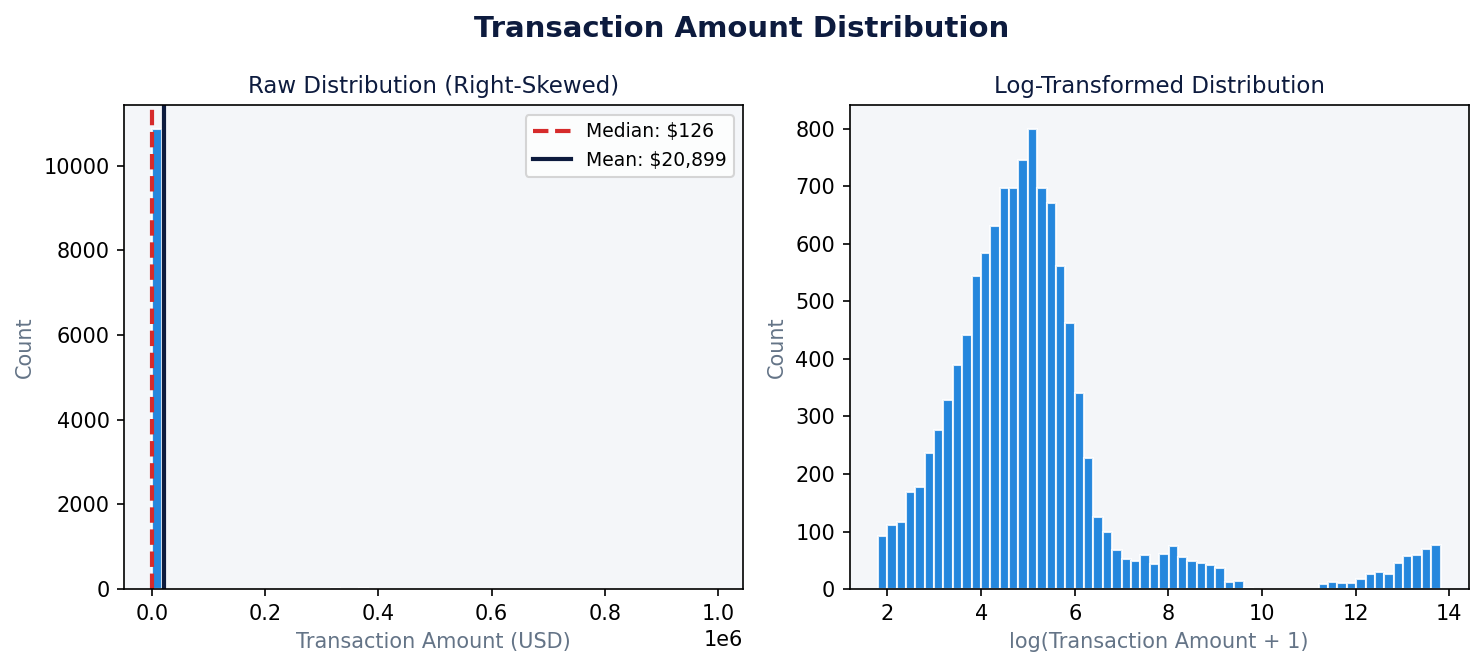 Transaction Amount Distribution
Raw Distribution (Right-Skewed)
Median: $126
Mean: $20,899
10000
8000
6000
4000
2000
0
Count
0.0 0.2 0.4 0.6 0.8 1.0
1e6
Transaction Amount (USD)
Log-Transformed Distribution
800
700
600
500
400
300
200
100
0
Count
2 4 6 8 10 12 14
log(Transaction Amount + 1)